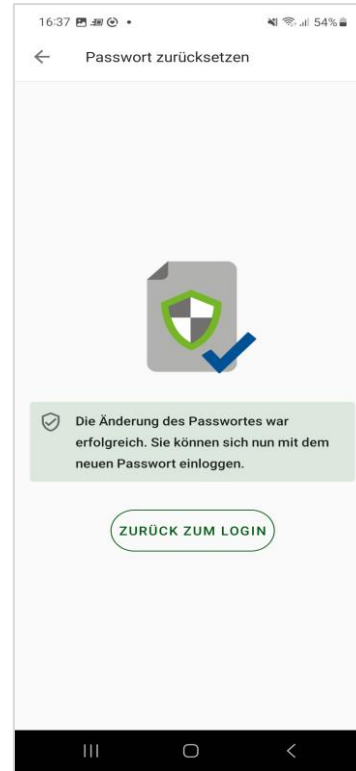 16:37 54%
Passwort zurücksetzen
Die Änderung des Passwortes war
erfolgreich. Sie können sich nun mit dem
neuen Passwort einloggen.
ZURÜCK ZUM LOGIN